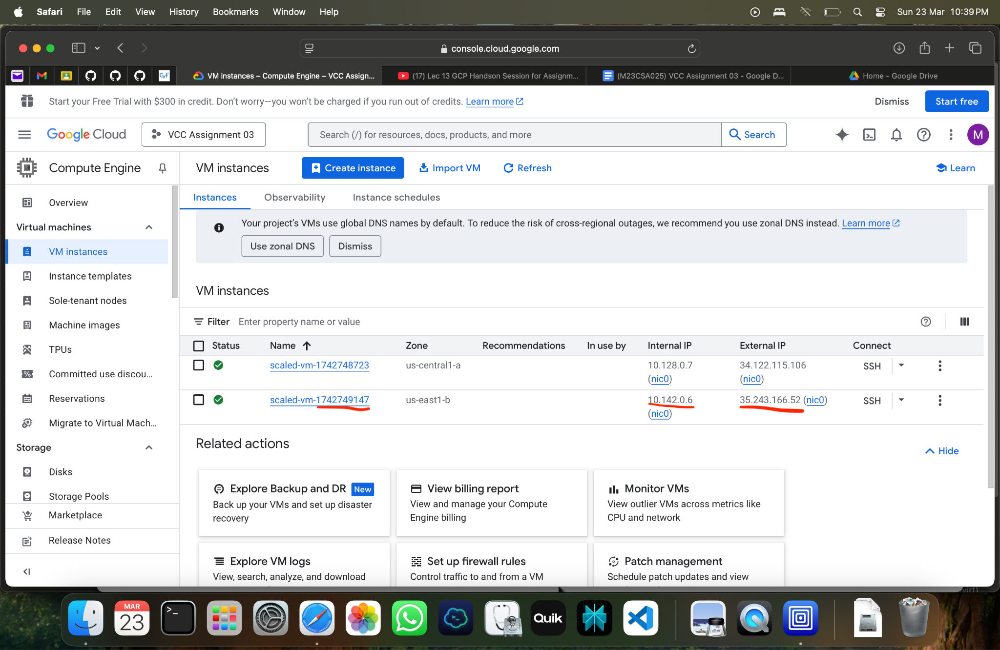 Safari File Edit View History Bookmarks Window Help Sun 23 Mar 10:39 PM
console.cloud.google.com
GvF VM instances – Compute Engine – VCC Assign... (17) Lec 13 GCP Handson Session for Assignm... (M23CSA025) VCC Assignment 03 - Google D... Home - Google Drive
Start your Free Trial with $300 in credit. Don't worry—you won't be charged if you run out of credits. Learn more Dismiss Start free
Google Cloud VCC Assignment 03 Search (/) for resources, docs, products, and more Search M
Compute Engine VM instances Create instance Import VM Refresh Learn
Instances Observability Instance schedules
Overview
Virtual machines
VM instances
Instance templates
Sole-tenant nodes
Machine images
TPUs
Committed use discou...
Reservations
Migrate to Virtual Mach...
Storage
Disks
Storage Pools
Marketplace
Release Notes
Your project's VMs use global DNS names by default. To reduce the risk of cross-regional outages, we recommend you use zonal DNS instead. Learn more
Use zonal DNS Dismiss
VM instances
Filter Enter property name or value
Status Name Zone Recommendations In use by Internal IP External IP Connect
scaled-vm-1742748723 us-central1-a 10.128.0.7 34.122.115.106 SSH
(nic0) (nic0)
scaled-vm-1742749147 us-east1-b 10.142.0.6 35.243.166.52 (nic0) SSH
(nic0)
Related actions
Hide
Explore Backup and DR New
Back up your VMs and set up disaster
recovery
View billing report
View and manage your Compute
Engine billing
Monitor VMs
View outlier VMs across metrics like
CPU and network
Explore VM logs
View, search, analyze, and download
Set up firewall rules
Control traffic to and from a VM
Patch management
Schedule patch updates and view
MAR
23
Quik